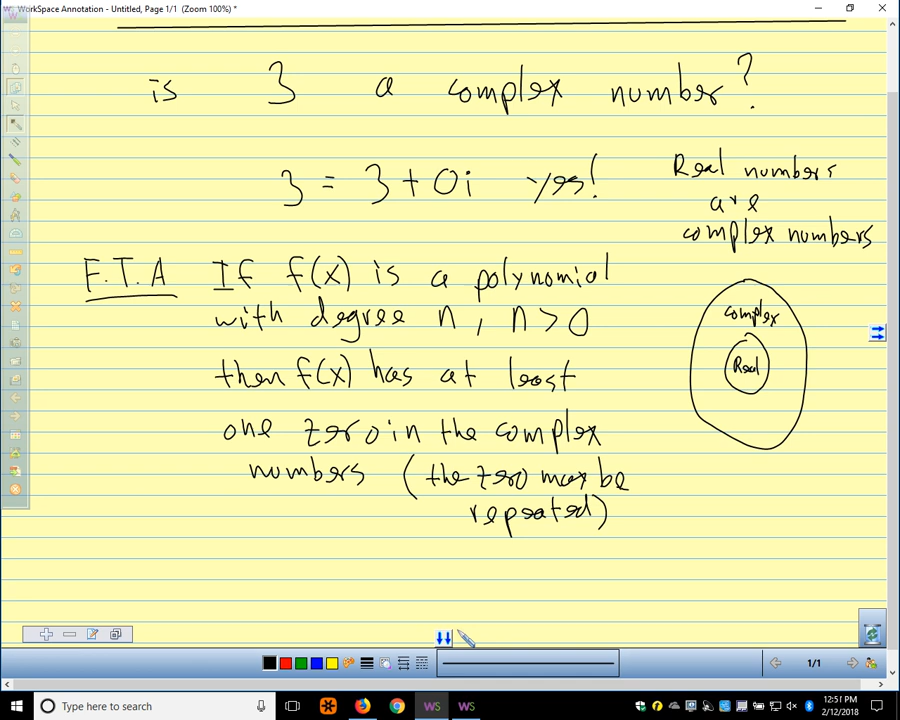 WorkSpace Annotation - Untitled, Page 1/1 (Zoom 100%) *
is 3 a complex number?
3 = 3 + 0i yes!
Real numbers
are
complex numbers
F.T.A If f(x) is a polynomial
with degree n, n > 0
then f(x) has at least
one zero in the complex
numbers (the zero may be
repeated)
complex
Real
1/1
Type here to search
WS
WS
12:51 PM
2/12/2018